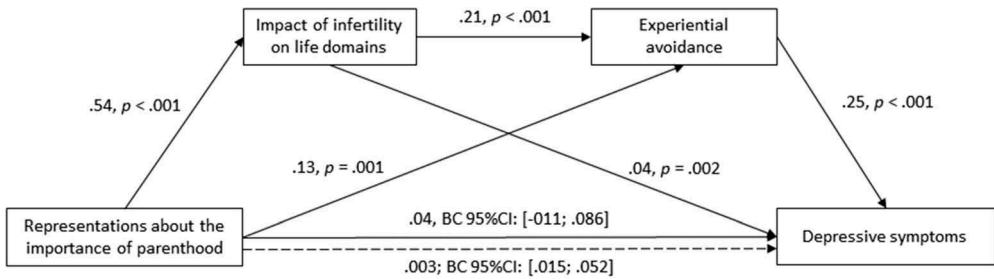 .21, p < .001
Impact of infertility
on life domains
Experiential
avoidance
.54, p < .001
.25, p < .001
.13, p = .001
.04, p = .002
Representations about the
importance of parenthood
.04, BC 95%CI: [-011; .086]
Depressive symptoms
.003; BC 95%CI: [.015; .052]